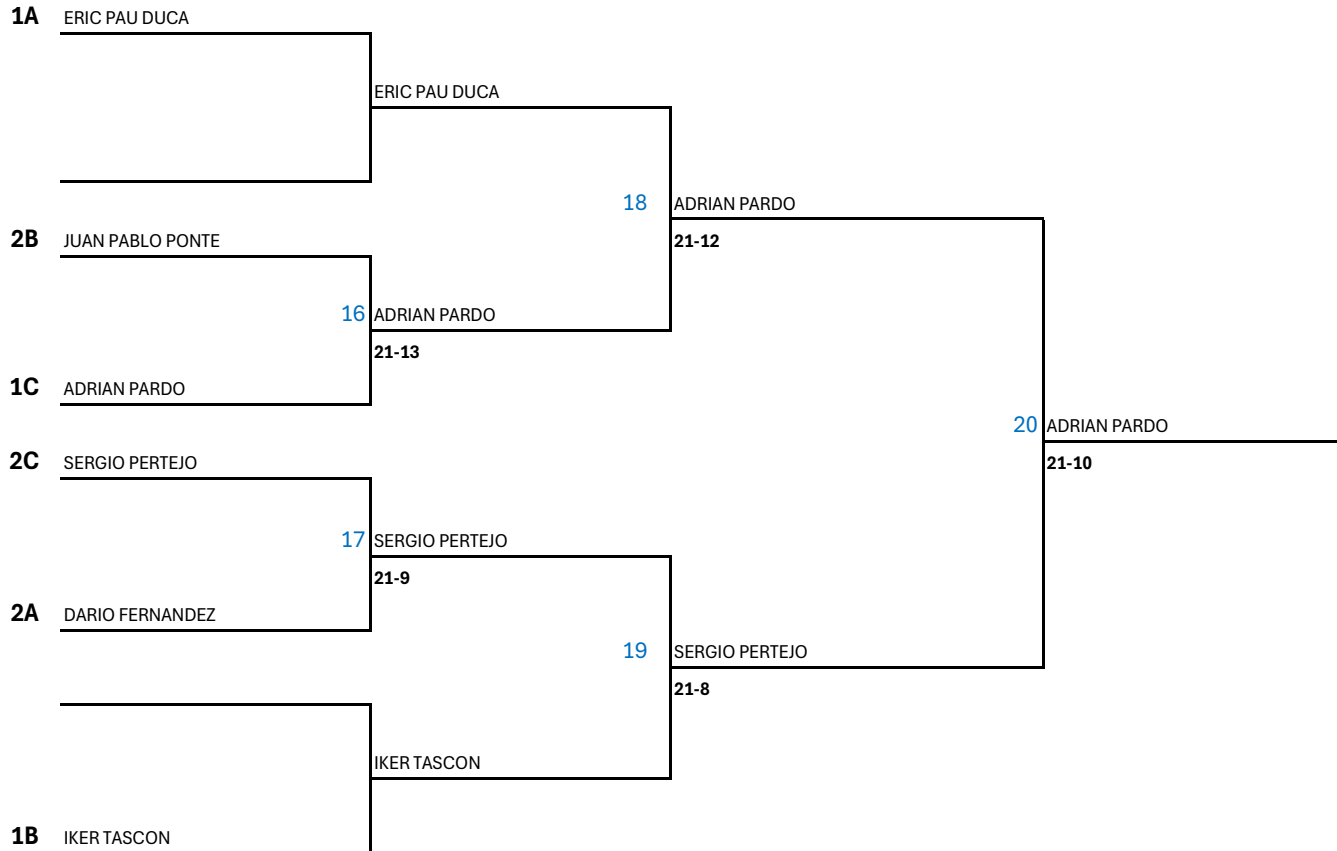 1A ERIC PAU DUCA
ERIC PAU DUCA
18 ADRIAN PARDO
21-12
2B JUAN PABLO PONTE
16 ADRIAN PARDO
21-13
1C ADRIAN PARDO
20 ADRIAN PARDO
21-10
2C SERGIO PERTEJO
17 SERGIO PERTEJO
21-9
2A DARIO FERNANDEZ
19 SERGIO PERTEJO
21-8
IKER TASCON
1B IKER TASCON